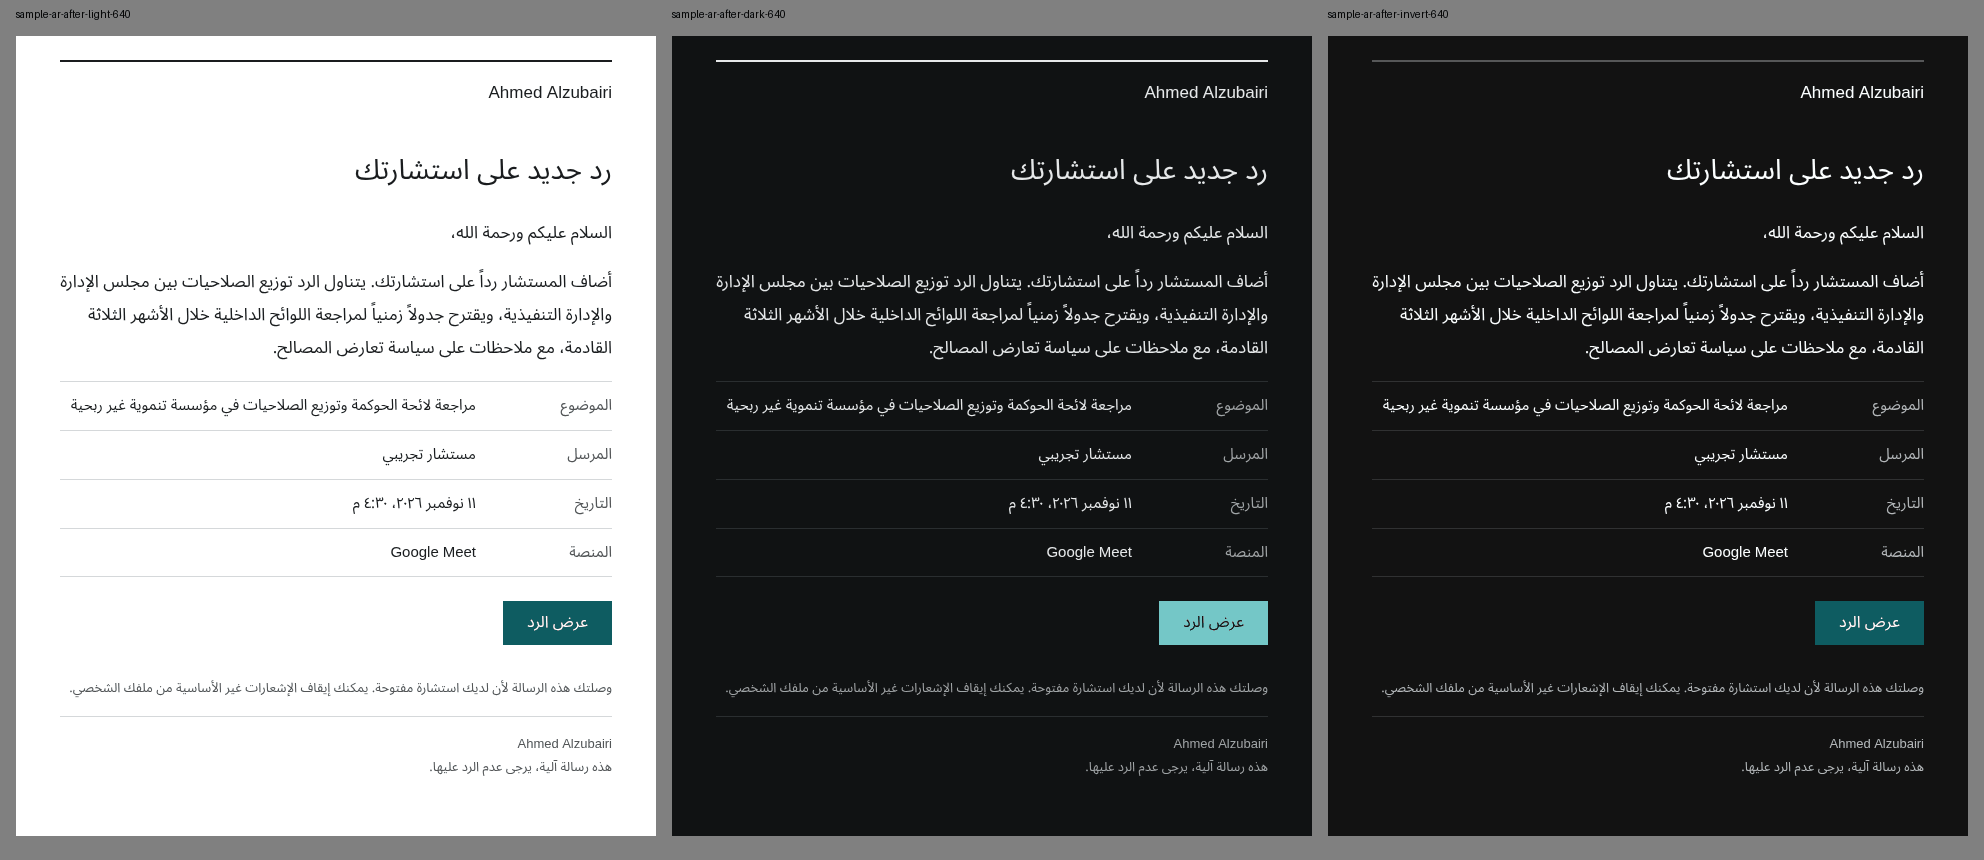 sample-ar-after-light-640
Ahmed Alzubairi
رد جديد على استشارتك
السلام عليكم ورحمة الله،
أضاف المستشار رداً على استشارتك. يتناول الرد توزيع الصلاحيات بين مجلس الإدارة
والإدارة التنفيذية، ويقترح جدولاً زمنياً لمراجعة اللوائح الداخلية خلال الأشهر الثلاثة
القادمة، مع ملاحظات على سياسة تعارض المصالح.
الموضوع مراجعة لائحة الحوكمة وتوزيع الصلاحيات في مؤسسة تنموية غير ربحية
المرسل مستشار تجريبي
التاريخ ١١ نوفمبر ٢٠٢٦، ٤:٣٠ م
المنصة Google Meet
عرض الرد
وصلتك هذه الرسالة لأن لديك استشارة مفتوحة. يمكنك إيقاف الإشعارات غير الأساسية من ملفك الشخصي.
Ahmed Alzubairi
هذه رسالة آلية، يرجى عدم الرد عليها.
sample-ar-after-dark-640
Ahmed Alzubairi
رد جديد على استشارتك
السلام عليكم ورحمة الله،
أضاف المستشار رداً على استشارتك. يتناول الرد توزيع الصلاحيات بين مجلس الإدارة
والإدارة التنفيذية، ويقترح جدولاً زمنياً لمراجعة اللوائح الداخلية خلال الأشهر الثلاثة
القادمة، مع ملاحظات على سياسة تعارض المصالح.
الموضوع مراجعة لائحة الحوكمة وتوزيع الصلاحيات في مؤسسة تنموية غير ربحية
المرسل مستشار تجريبي
التاريخ ١١ نوفمبر ٢٠٢٦، ٤:٣٠ م
المنصة Google Meet
عرض الرد
وصلتك هذه الرسالة لأن لديك استشارة مفتوحة. يمكنك إيقاف الإشعارات غير الأساسية من ملفك الشخصي.
Ahmed Alzubairi
هذه رسالة آلية، يرجى عدم الرد عليها.
sample-ar-after-invert-640
Ahmed Alzubairi
رد جديد على استشارتك
السلام عليكم ورحمة الله،
أضاف المستشار رداً على استشارتك. يتناول الرد توزيع الصلاحيات بين مجلس الإدارة
والإدارة التنفيذية، ويقترح جدولاً زمنياً لمراجعة اللوائح الداخلية خلال الأشهر الثلاثة
القادمة، مع ملاحظات على سياسة تعارض المصالح.
الموضوع مراجعة لائحة الحوكمة وتوزيع الصلاحيات في مؤسسة تنموية غير ربحية
المرسل مستشار تجريبي
التاريخ ١١ نوفمبر ٢٠٢٦، ٤:٣٠ م
المنصة Google Meet
عرض الرد
وصلتك هذه الرسالة لأن لديك استشارة مفتوحة. يمكنك إيقاف الإشعارات غير الأساسية من ملفك الشخصي.
Ahmed Alzubairi
هذه رسالة آلية، يرجى عدم الرد عليها.